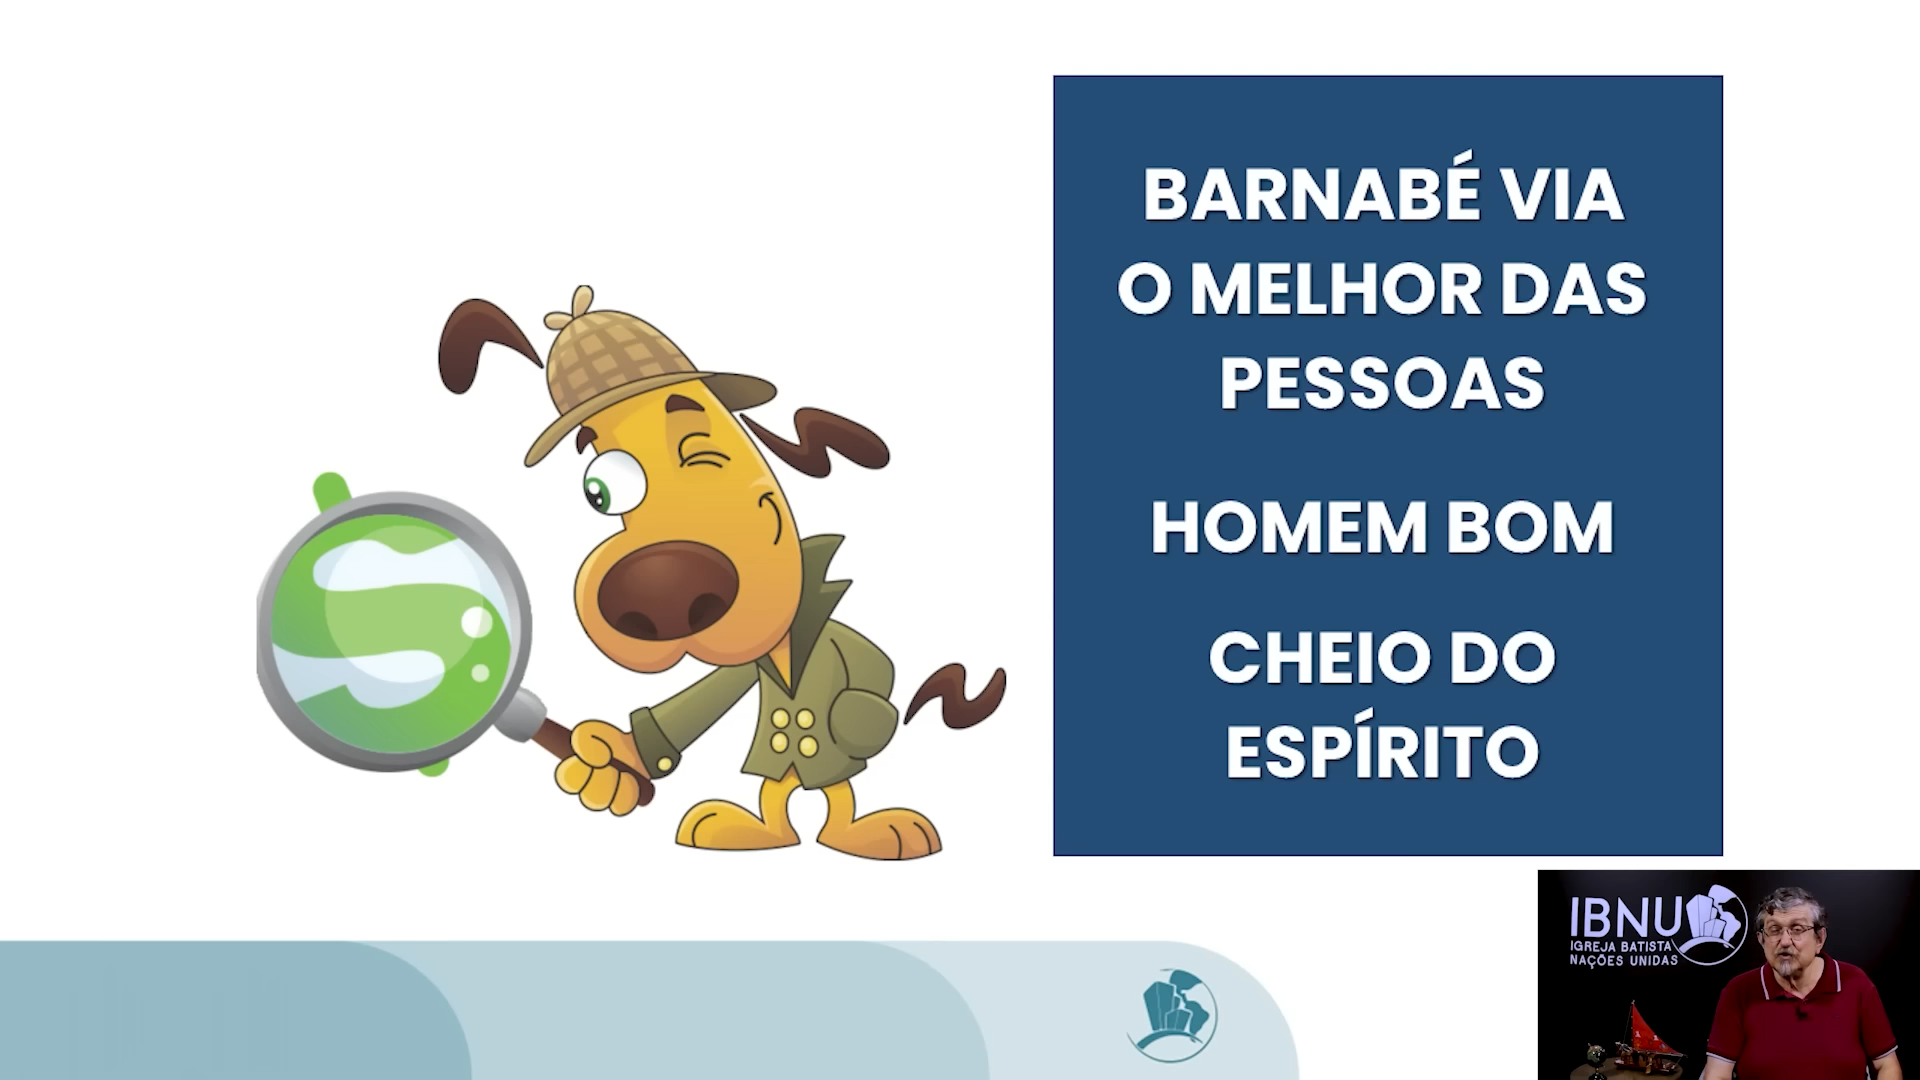 BARNABÉ VIA
O MELHOR DAS
PESSOAS
HOMEM BOM
CHEIO DO
ESPÍRITO
IBNU
IGREJA BATISTA
NAÇÕES UNIDAS